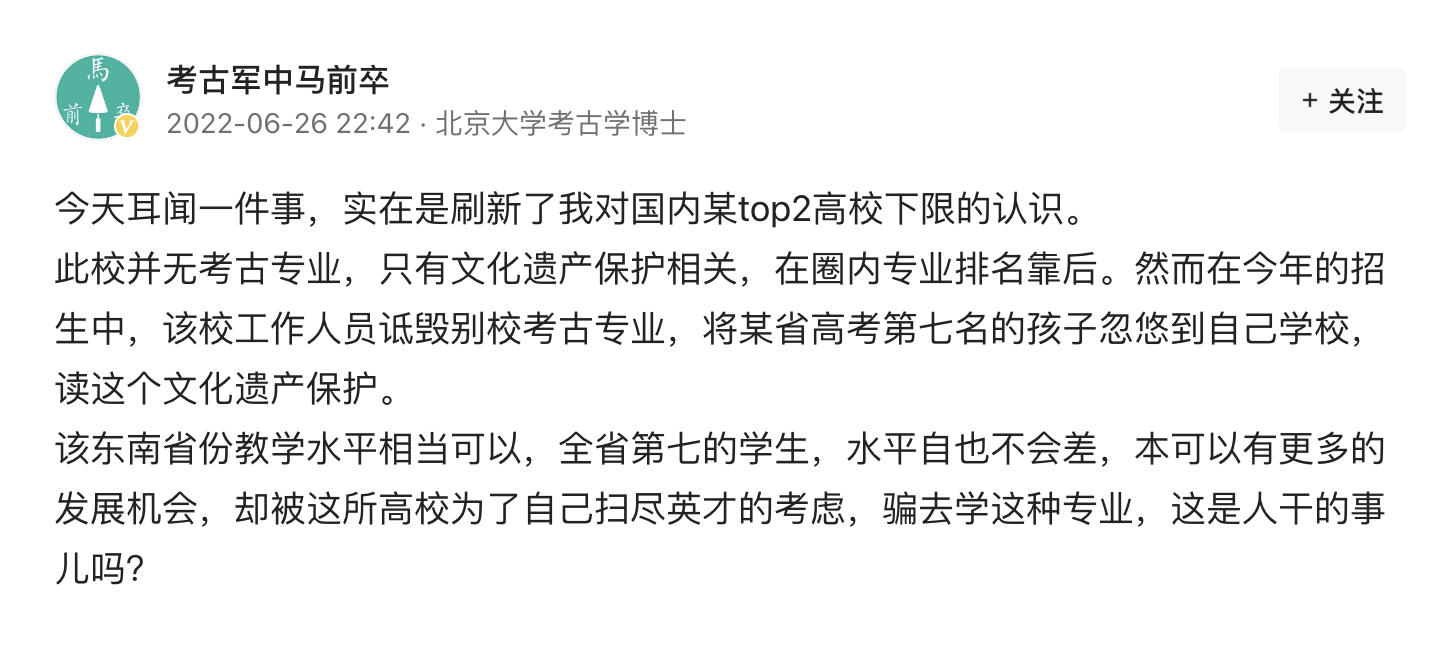 馬
前 卒
V
考古军中马前卒
2022-06-26 22:42 · 北京大学考古学博士
+ 关注
今天耳闻一件事，实在是刷新了我对国内某top2高校下限的认识。
此校并无考古专业，只有文化遗产保护相关，在圈内专业排名靠后。然而在今年的招
生中，该校工作人员诋毁别校考古专业，将某省高考第七名的孩子忽悠到自己学校，
读这个文化遗产保护。
该东南省份教学水平相当可以，全省第七的学生，水平自也不会差，本可以有更多的
发展机会，却被这所高校为了自己扫尽英才的考虑，骗去学这种专业，这是人干的事
儿吗?